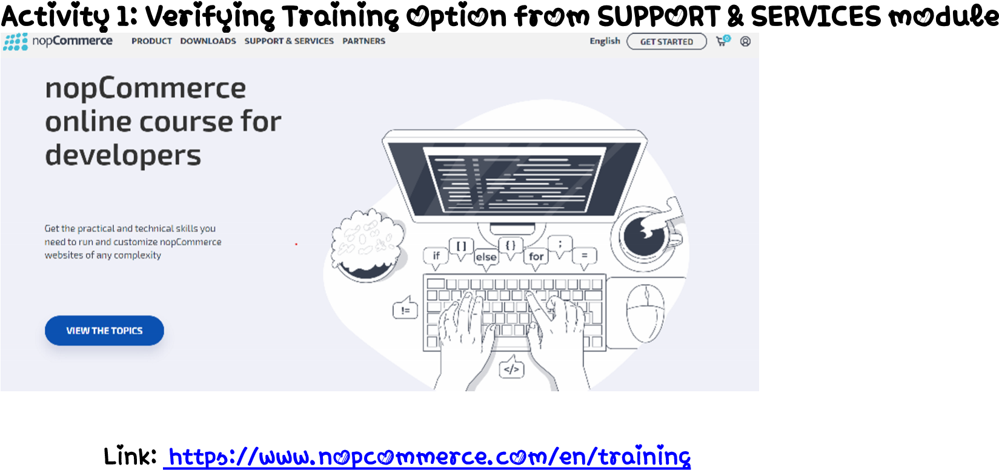 Activity 1: Verifying Training Option from SUPPORT & SERVICES module
nopCommerce PRODUCT DOWNLOADS SUPPORT & SERVICES PARTNERS English GET STARTED 0
nopCommerce
online course for
developers
Get the practical and technical skills you
need to run and customize nopCommerce
websites of any complexity
if [ ] else { } for ; =
!=
VIEW THE TOPICS
</>
Link: https://www.nopcommerce.com/en/training